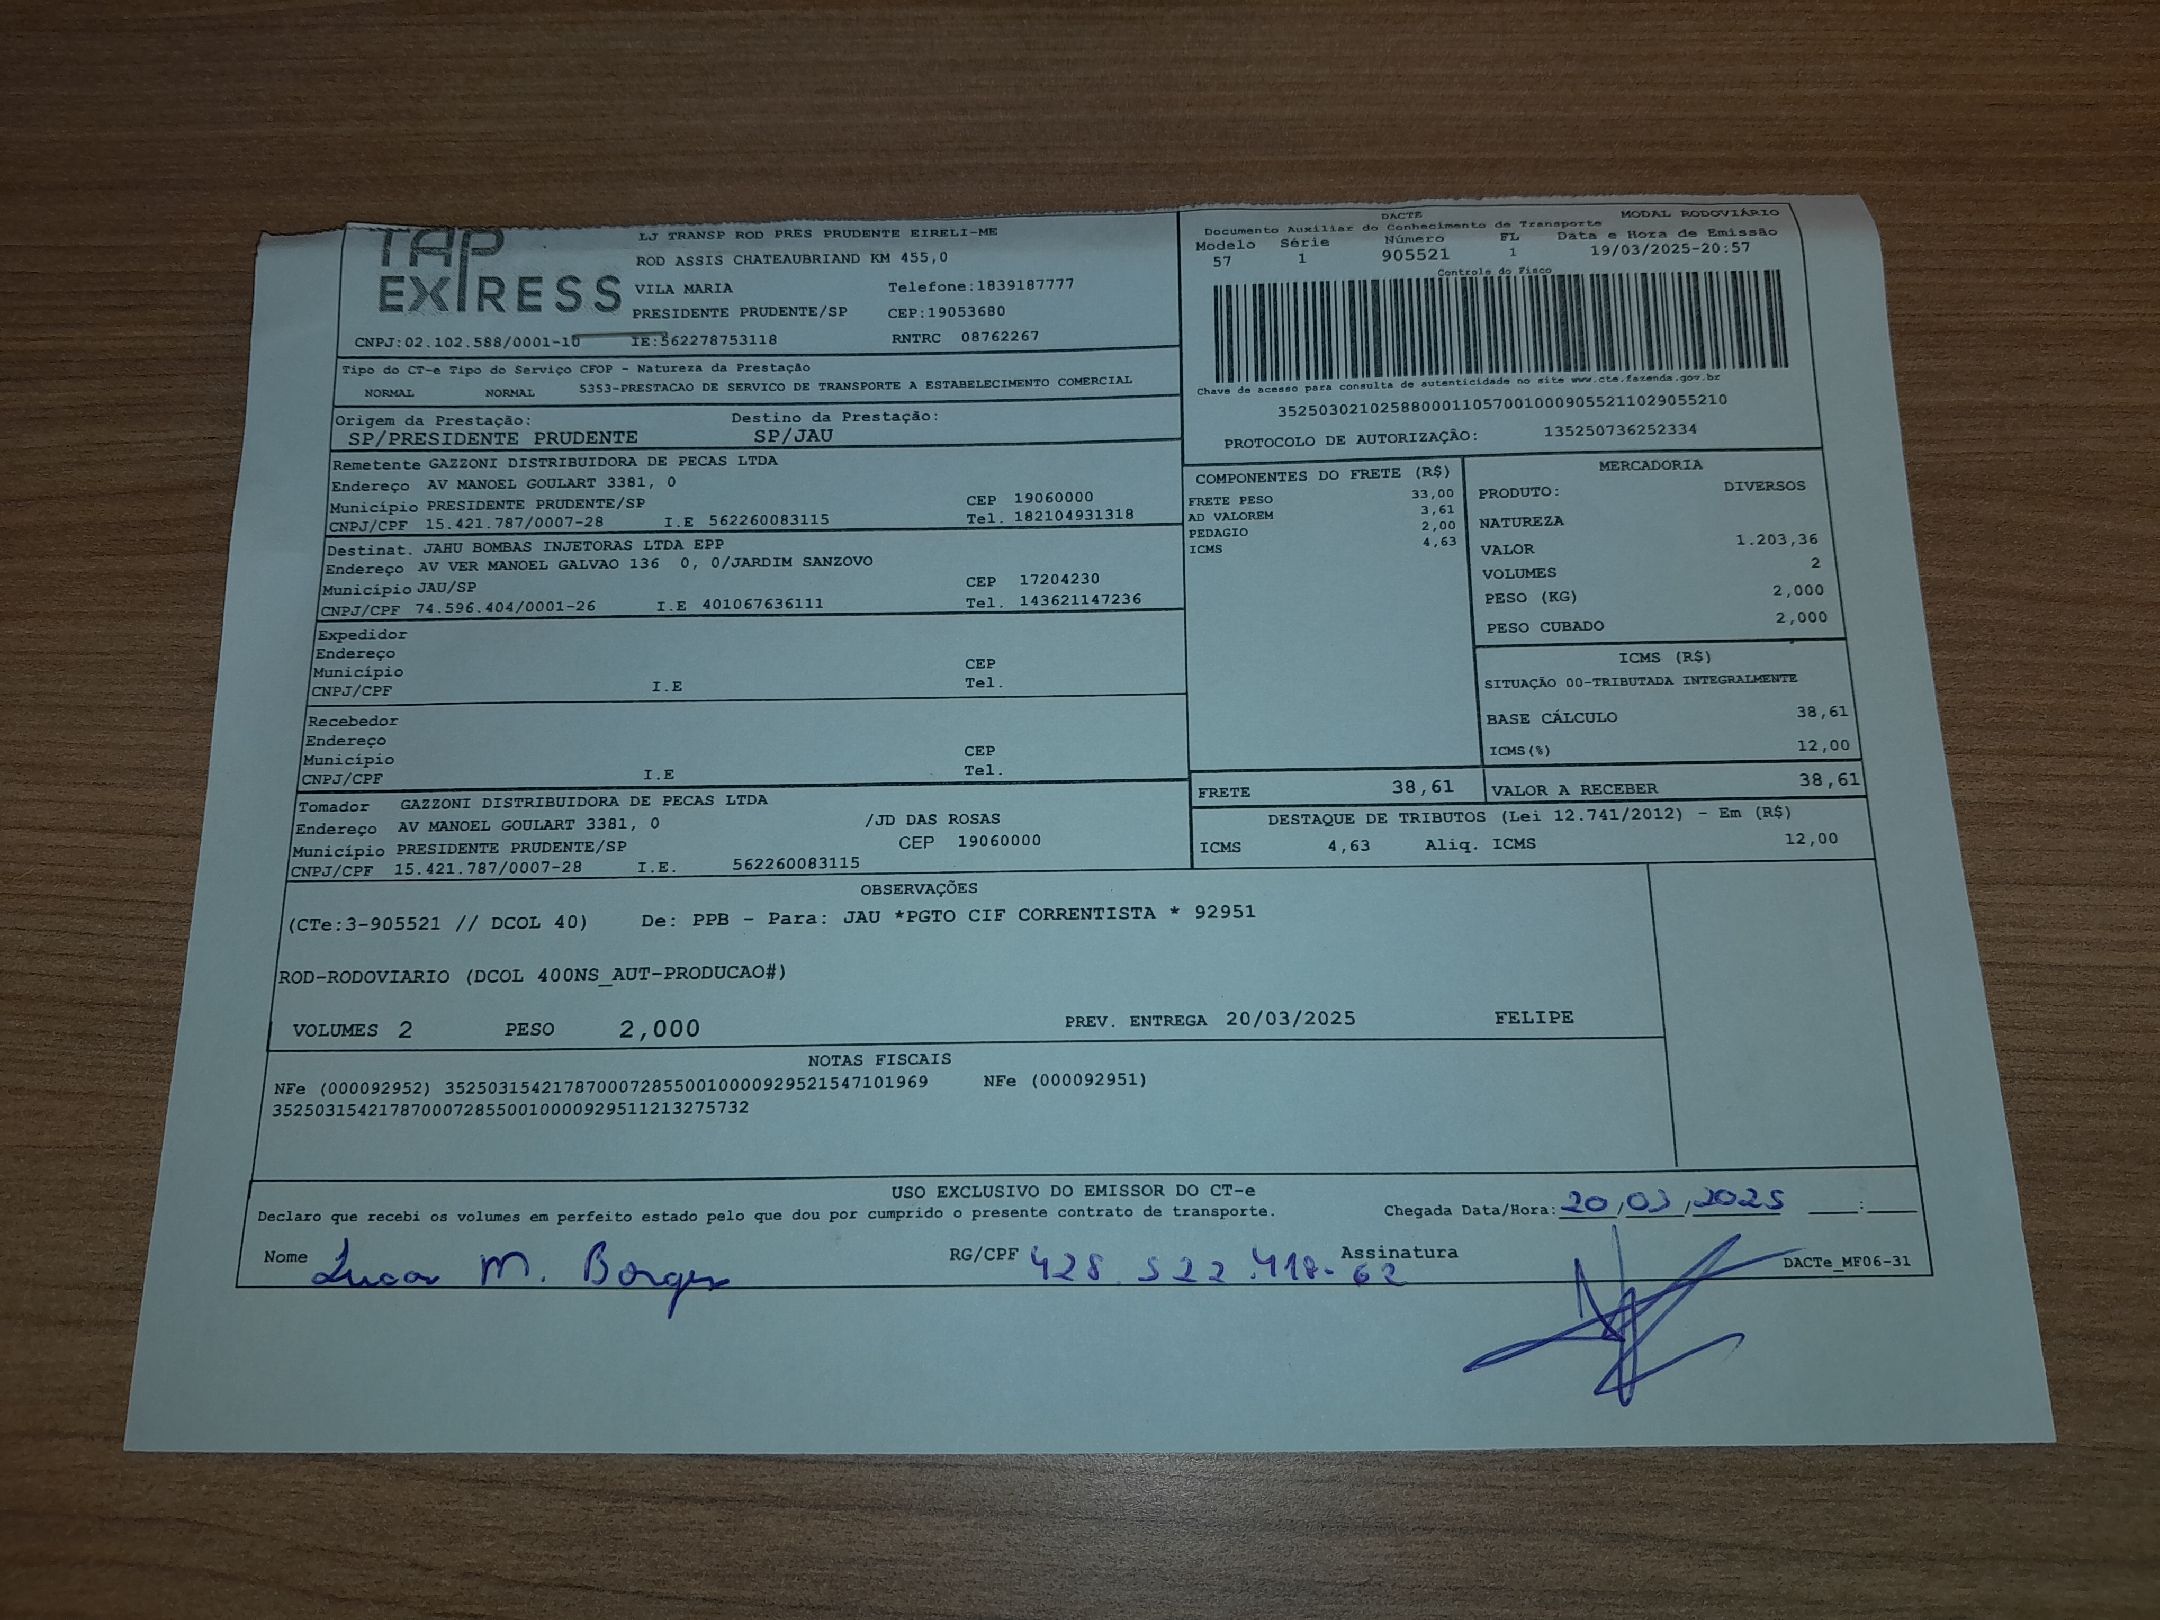 TAP
EXPRESS
LJ TRANSP ROD PRES PRUDENTE EIRELI-ME
ROD ASSIS CHATEAUBRIAND KM 455,0
VILA MARIA Telefone:1839187777
PRESIDENTE PRUDENTE/SP CEP:19053680
CNPJ:02.102.588/0001-10 IE:562278753118 RNTRC 08762267
DACTE MODAL RODOVIÁRIO
Documento Auxiliar do Conhecimento de Transporte
Modelo Série Número FL Data e Hora de Emissão
57 1 905521 1 19/03/2025-20:57
Controle do Fisco
Chave de acesso para consulta de autenticidade no site www.cte.fazenda.gov.br
35250302102588000110570010009055211029055210
PROTOCOLO DE AUTORIZAÇÃO: 135250736252334
Tipo do CT-e Tipo do Serviço CFOP - Natureza da Prestação
NORMAL NORMAL 5353-PRESTACAO DE SERVICO DE TRANSPORTE A ESTABELECIMENTO COMERCIAL
Origem da Prestação: Destino da Prestação:
SP/PRESIDENTE PRUDENTE SP/JAU
Remetente GAZZONI DISTRIBUIDORA DE PECAS LTDA
Endereço AV MANOEL GOULART 3381, 0
Município PRESIDENTE PRUDENTE/SP CEP 19060000
CNPJ/CPF 15.421.787/0007-28 I.E 562260083115 Tel. 182104931318
Destinat. JAHU BOMBAS INJETORAS LTDA EPP
Endereço AV VER MANOEL GALVAO 136 0, 0/JARDIM SANZOVO
Município JAU/SP CEP 17204230
CNPJ/CPF 74.596.404/0001-26 I.E 401067636111 Tel. 143621147236
Expedidor
Endereço
Município CEP
CNPJ/CPF I.E Tel.
Recebedor
Endereço
Município CEP
CNPJ/CPF I.E Tel.
Tomador GAZZONI DISTRIBUIDORA DE PECAS LTDA
Endereço AV MANOEL GOULART 3381, 0 /JD DAS ROSAS
Município PRESIDENTE PRUDENTE/SP CEP 19060000
CNPJ/CPF 15.421.787/0007-28 I.E. 562260083115
COMPONENTES DO FRETE (R$)
FRETE PESO 33,00
AD VALOREM 3,61
PEDAGIO 2,00
ICMS 4,63
MERCADORIA
PRODUTO: DIVERSOS
NATUREZA
VALOR 1.203,36
VOLUMES 2
PESO (KG) 2,000
PESO CUBADO 2,000
ICMS (R$)
SITUAÇÃO 00-TRIBUTADA INTEGRALMENTE
BASE CÁLCULO 38,61
ICMS(%) 12,00
FRETE 38,61 VALOR A RECEBER 38,61
DESTAQUE DE TRIBUTOS (Lei 12.741/2012) - Em (R$)
ICMS 4,63 Aliq. ICMS 12,00
OBSERVAÇÕES
(CTe:3-905521 // DCOL 40) De: PPB - Para: JAU *PGTO CIF CORRENTISTA * 92951
ROD-RODOVIARIO (DCOL 400NS_AUT-PRODUCAO#)
VOLUMES 2 PESO 2,000 PREV. ENTREGA 20/03/2025 FELIPE
NOTAS FISCAIS
NFe (000092952) 35250315421787000728550010000929521547101969 NFe (000092951)
35250315421787000728550010000929511213275732
USO EXCLUSIVO DO EMISSOR DO CT-e
Declaro que recebi os volumes em perfeito estado pelo que dou por cumprido o presente contrato de transporte. Chegada Data/Hora: 20/03/2025 __:__
Nome Lucas M. Borges RG/CPF 428.522.418-62 Assinatura DACTe_MF06-31